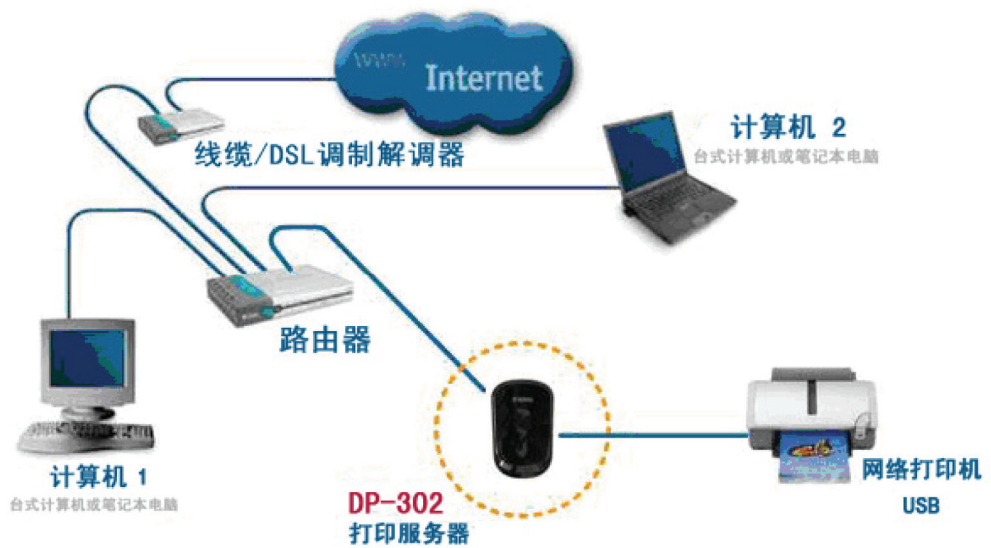 WWW
Internet
线缆/DSL调制解调器
计算机 2
台式计算机或笔记本电脑
路由器
计算机 1
台式计算机或笔记本电脑
DP-302
打印服务器
网络打印机
USB